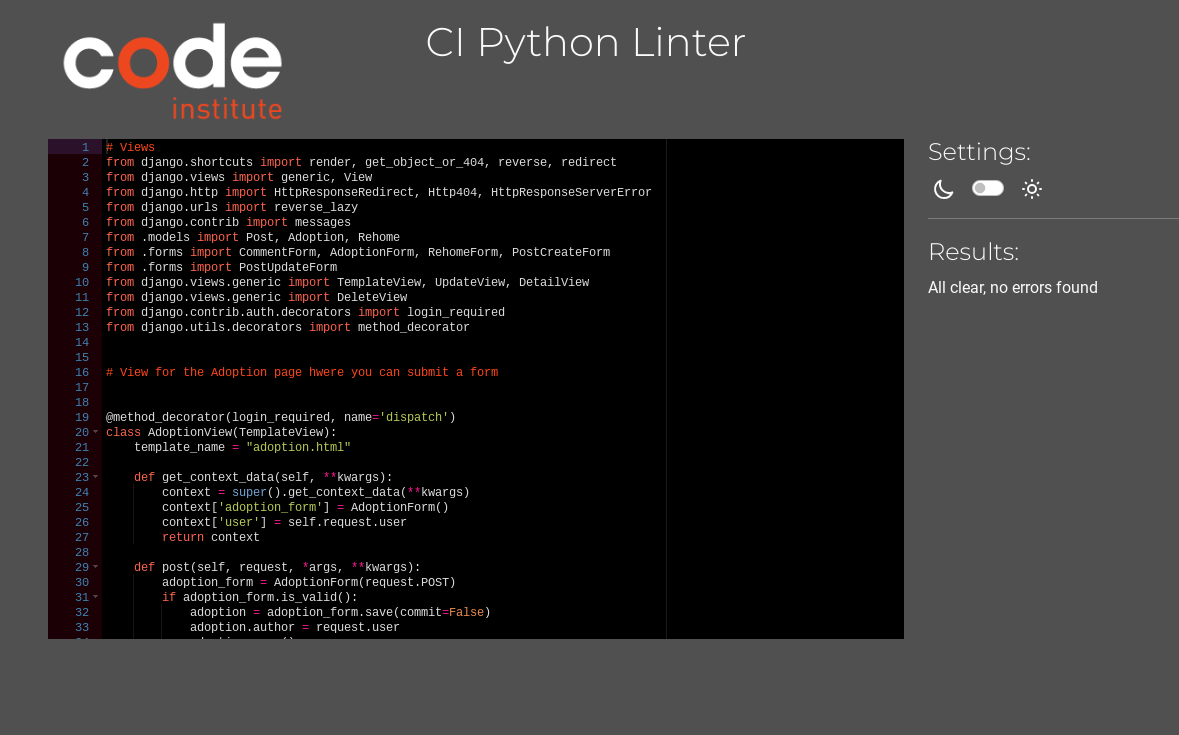 code
institute
CI Python Linter
1 # Views
2 from django.shortcuts import render, get_object_or_404, reverse, redirect
3 from django.views import generic, View
4 from django.http import HttpResponseRedirect, Http404, HttpResponseServerError
5 from django.urls import reverse_lazy
6 from django.contrib import messages
7 from .models import Post, Adoption, Rehome
8 from .forms import CommentForm, AdoptionForm, RehomeForm, PostCreateForm
9 from .forms import PostUpdateForm
10 from django.views.generic import TemplateView, UpdateView, DetailView
11 from django.views.generic import DeleteView
12 from django.contrib.auth.decorators import login_required
13 from django.utils.decorators import method_decorator
14
15
16 # View for the Adoption page hwere you can submit a form
17
18
19 @method_decorator(login_required, name='dispatch')
20 class AdoptionView(TemplateView):
21     template_name = "adoption.html"
22
23     def get_context_data(self, **kwargs):
24         context = super().get_context_data(**kwargs)
25         context['adoption_form'] = AdoptionForm()
26         context['user'] = self.request.user
27         return context
28
29     def post(self, request, *args, **kwargs):
30         adoption_form = AdoptionForm(request.POST)
31         if adoption_form.is_valid():
32             adoption = adoption_form.save(commit=False)
33             adoption.author = request.user
Settings:
Results:
All clear, no errors found